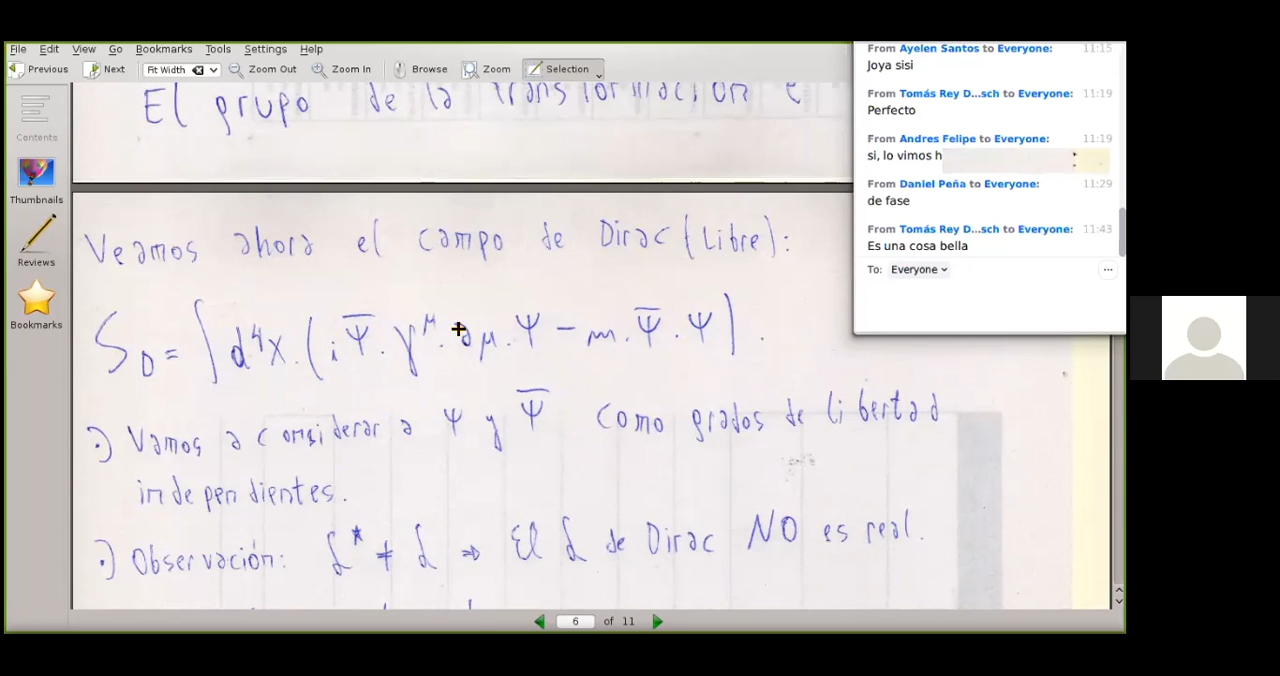 File Edit View Go Bookmarks Tools Settings Help
Previous Next Fit Width Zoom Out Zoom In Browse Zoom Selection
Contents
Thumbnails
Reviews
Bookmarks
El grupo de la transformación
Veamos ahora el campo de Dirac (Libre):
S_D = ∫ d⁴x . ( i Ψ̅ . γ^μ . ∂μ . Ψ − m . Ψ̅ . Ψ ) .
·) Vamos a considerar a Ψ y Ψ̅ como grados de libertad
independientes.
·) Observación: ℒ* ≠ ℒ ⇒ El ℒ de Dirac NO es real.
6 of 11
From Ayelen Santos to Everyone: 11:15
Joya sisi
From Tomás Rey D...sch to Everyone: 11:19
Perfecto
From Andres Felipe to Everyone: 11:19
si, lo vimos h
From Daniel Peña to Everyone: 11:29
de fase
From Tomás Rey D...sch to Everyone: 11:43
Es una cosa bella
To: Everyone